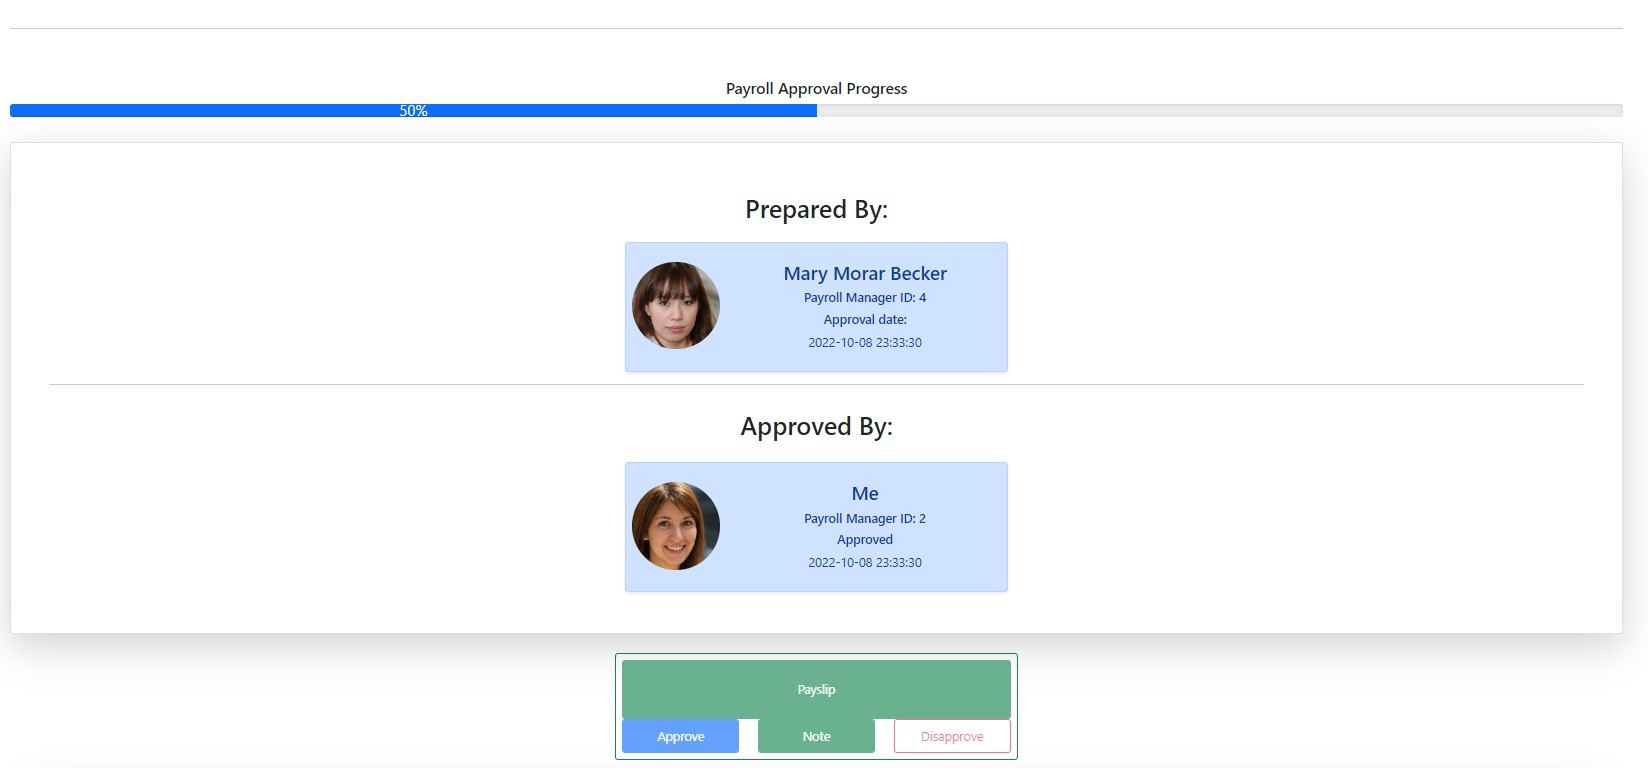 Payroll Approval Progress
50%
Prepared By:
Mary Morar Becker
Payroll Manager ID: 4
Approval date:
2022-10-08 23:33:30
Approved By:
Me
Payroll Manager ID: 2
Approved
2022-10-08 23:33:30
Payslip
Approve Note Disapprove